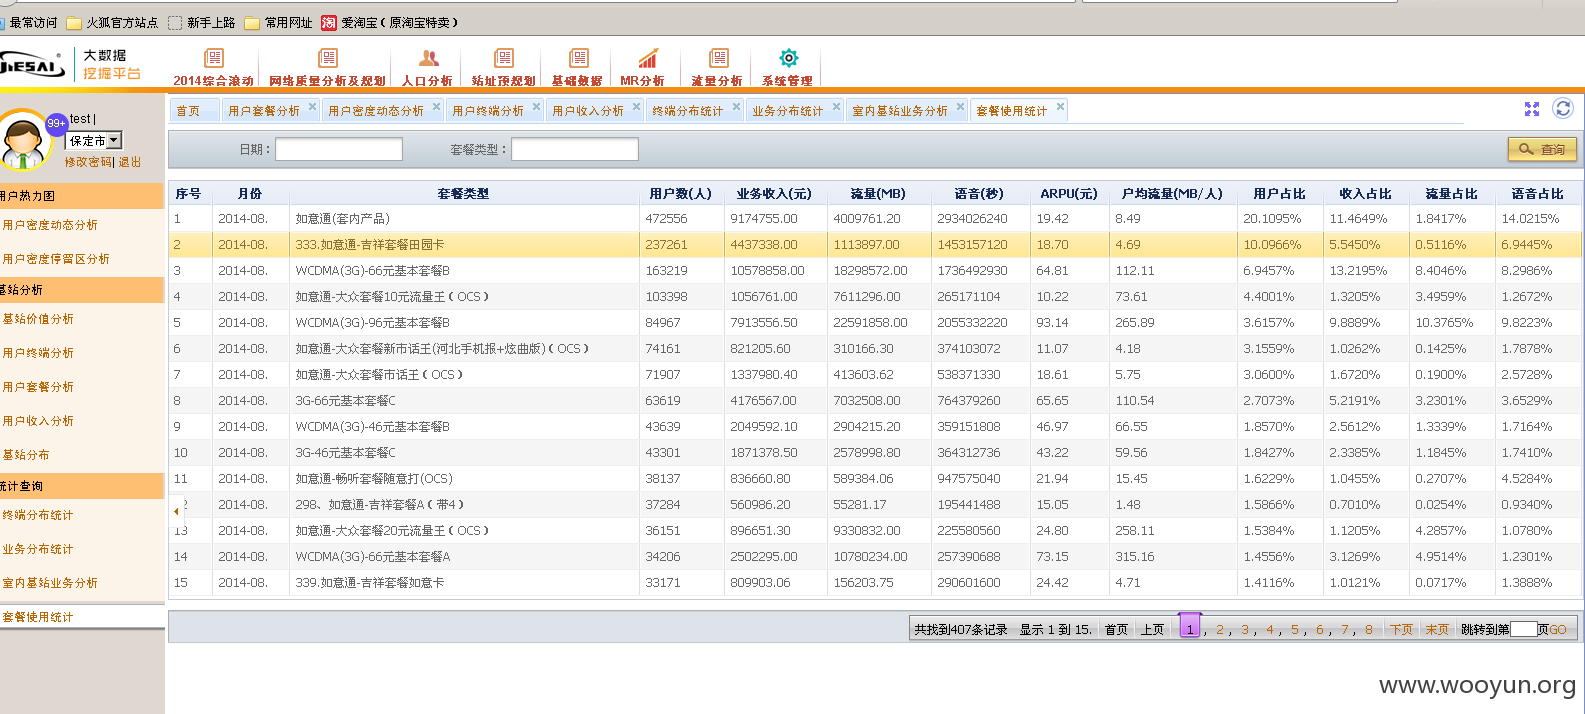 最常访问 火狐官方站点 新手上路 常用网址 淘 爱淘宝（原淘宝特卖）
JIESAI 大数据
挖掘平台
2014综合滚动 网络质量分析及规划 人口分析 站址预规划 基础数据 MR分析 流量分析 系统管理
首页 用户套餐分析 用户密度动态分析 用户终端分析 用户收入分析 终端分布统计 业务分布统计 室内基站业务分析 套餐使用统计
99+ test |
保定市
修改密码| 退出
日期： 套餐类型： 查询
用户热力图
用户密度动态分析
用户密度停留区分析
基站分析
基站价值分析
用户终端分析
用户套餐分析
用户收入分析
基站分布
统计查询
终端分布统计
业务分布统计
室内基站业务分析
套餐使用统计
序号 月份 套餐类型 用户数(人) 业务收入(元) 流量(MB) 语音(秒) ARPU(元) 户均流量(MB/人) 用户占比 收入占比 流量占比 语音占比
1 2014-08. 如意通(套内产品) 472556 9174755.00 4009761.20 2934026240 19.42 8.49 20.1095% 11.4649% 1.8417% 14.0215%
2 2014-08. 333.如意通-吉祥套餐田园卡 237261 4437338.00 1113897.00 1453157120 18.70 4.69 10.0966% 5.5450% 0.5116% 6.9445%
3 2014-08. WCDMA(3G)-66元基本套餐B 163219 10578858.00 18298572.00 1736492930 64.81 112.11 6.9457% 13.2195% 8.4046% 8.2986%
4 2014-08. 如意通-大众套餐10元流量王（OCS） 103398 1056761.00 7611296.00 265171104 10.22 73.61 4.4001% 1.3205% 3.4959% 1.2672%
5 2014-08. WCDMA(3G)-96元基本套餐B 84967 7913556.50 22591858.00 2055332220 93.14 265.89 3.6157% 9.8889% 10.3765% 9.8223%
6 2014-08. 如意通-大众套餐新市话王(河北手机报+炫曲版)（OCS） 74161 821205.60 310166.30 374103072 11.07 4.18 3.1559% 1.0262% 0.1425% 1.7878%
7 2014-08. 如意通-大众套餐市话王（OCS） 71907 1337980.40 413603.62 538371330 18.61 5.75 3.0600% 1.6720% 0.1900% 2.5728%
8 2014-08. 3G-66元基本套餐C 63619 4176567.00 7032508.00 764379260 65.65 110.54 2.7073% 5.2191% 3.2301% 3.6529%
9 2014-08. WCDMA(3G)-46元基本套餐B 43639 2049592.10 2904215.20 359151808 46.97 66.55 1.8570% 2.5612% 1.3339% 1.7164%
10 2014-08. 3G-46元基本套餐C 43301 1871378.50 2578998.80 364312736 43.22 59.56 1.8427% 2.3385% 1.1845% 1.7410%
11 2014-08. 如意通-畅听套餐随意打(OCS) 38137 836660.80 589384.06 947575040 21.94 15.45 1.6229% 1.0455% 0.2707% 4.5284%
2 2014-08. 298、如意通-吉祥套餐A（带4） 37284 560986.20 55281.17 195441488 15.05 1.48 1.5866% 0.7010% 0.0254% 0.9340%
13 2014-08. 如意通-大众套餐20元流量王（OCS） 36151 896651.30 9330832.00 225580560 24.80 258.11 1.5384% 1.1205% 4.2857% 1.0780%
14 2014-08. WCDMA(3G)-66元基本套餐A 34206 2502295.00 10780234.00 257390688 73.15 315.16 1.4556% 3.1269% 4.9514% 1.2301%
15 2014-08. 339.如意通-吉祥套餐如意卡 33171 809903.06 156203.75 290601600 24.42 4.71 1.4116% 1.0121% 0.0717% 1.3888%
共找到407条记录 显示 1 到 15. 首页 上页 1 , 2 , 3 , 4 , 5 , 6 , 7 , 8 下页 末页 跳转到第 页GO
www.wooyun.org